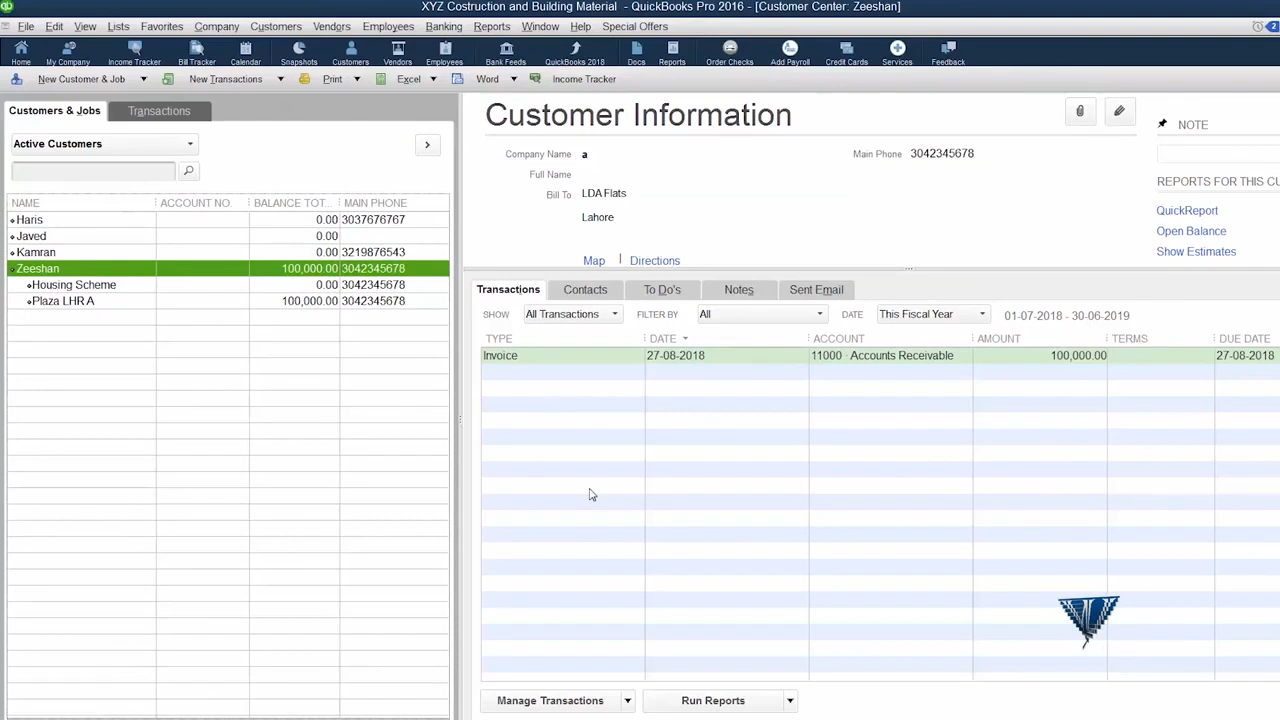 XYZ Costruction and Building Material - QuickBooks Pro 2016 - [Customer Center: Zeeshan]
File Edit View Lists Favorites Company Customers Vendors Employees Banking Reports Window Help Special Offers
Home My Company Income Tracker Bill Tracker Calendar Snapshots Customers Vendors Employees Bank Feeds QuickBooks 2018 Docs Reports Order Checks Add Payroll Credit Cards Services Feedback
New Customer & Job New Transactions Print Excel Word Income Tracker
Customers & Jobs Transactions
Active Customers
NAME ACCOUNT NO. BALANCE TOT... MAIN PHONE
Haris 0.00 3037676767
Javed 0.00
Kamran 0.00 3219876543
Zeeshan 100,000.00 3042345678
Housing Scheme 0.00 3042345678
Plaza LHR A 100,000.00 3042345678
Customer Information
Company Name a Main Phone 3042345678
Full Name
Bill To LDA Flats
Lahore
Map Directions
NOTE
REPORTS FOR THIS CU
QuickReport
Open Balance
Show Estimates
Transactions Contacts To Do's Notes Sent Email
SHOW All Transactions FILTER BY All DATE This Fiscal Year 01-07-2018 - 30-06-2019
TYPE DATE ACCOUNT AMOUNT TERMS DUE DATE
Invoice 27-08-2018 11000 · Accounts Receivable 100,000.00 27-08-2018
Manage Transactions Run Reports